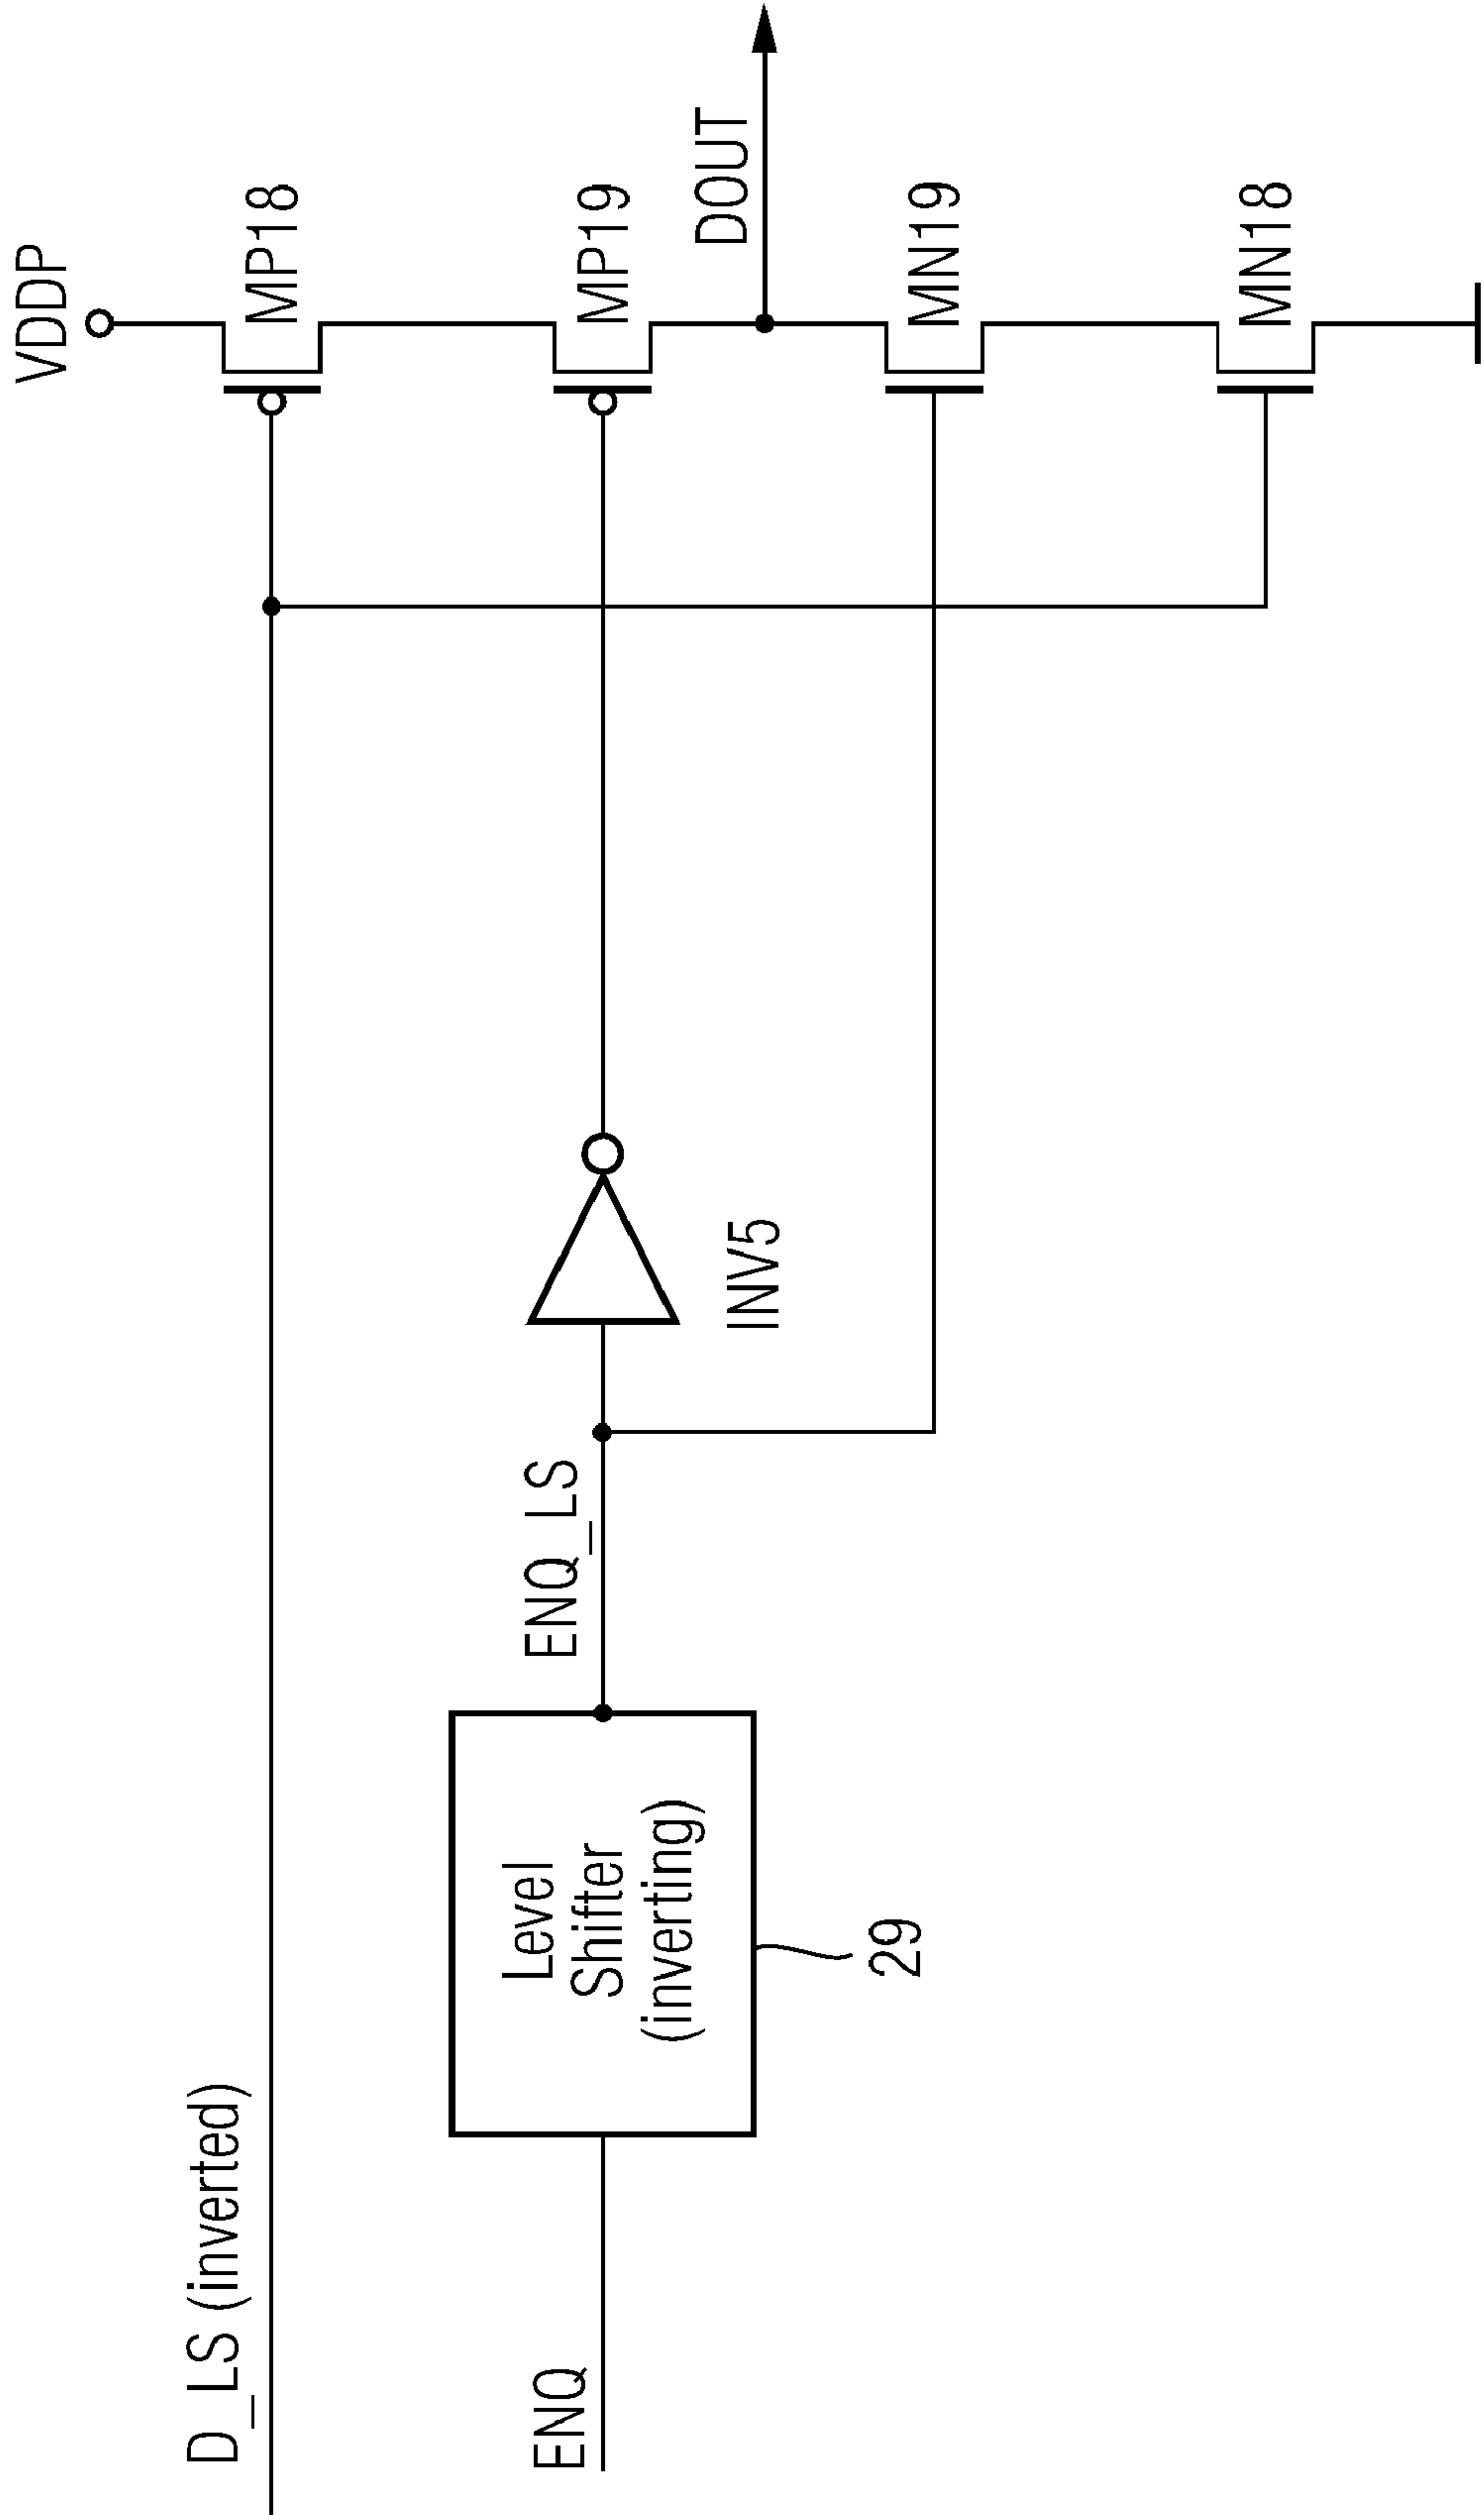 VDDP
MP18
MP19
DOUT
MN19
MN18
D_LS (inverted)
ENQ
Level
Shifter
(inverting)
29
ENQ_LS
INV5